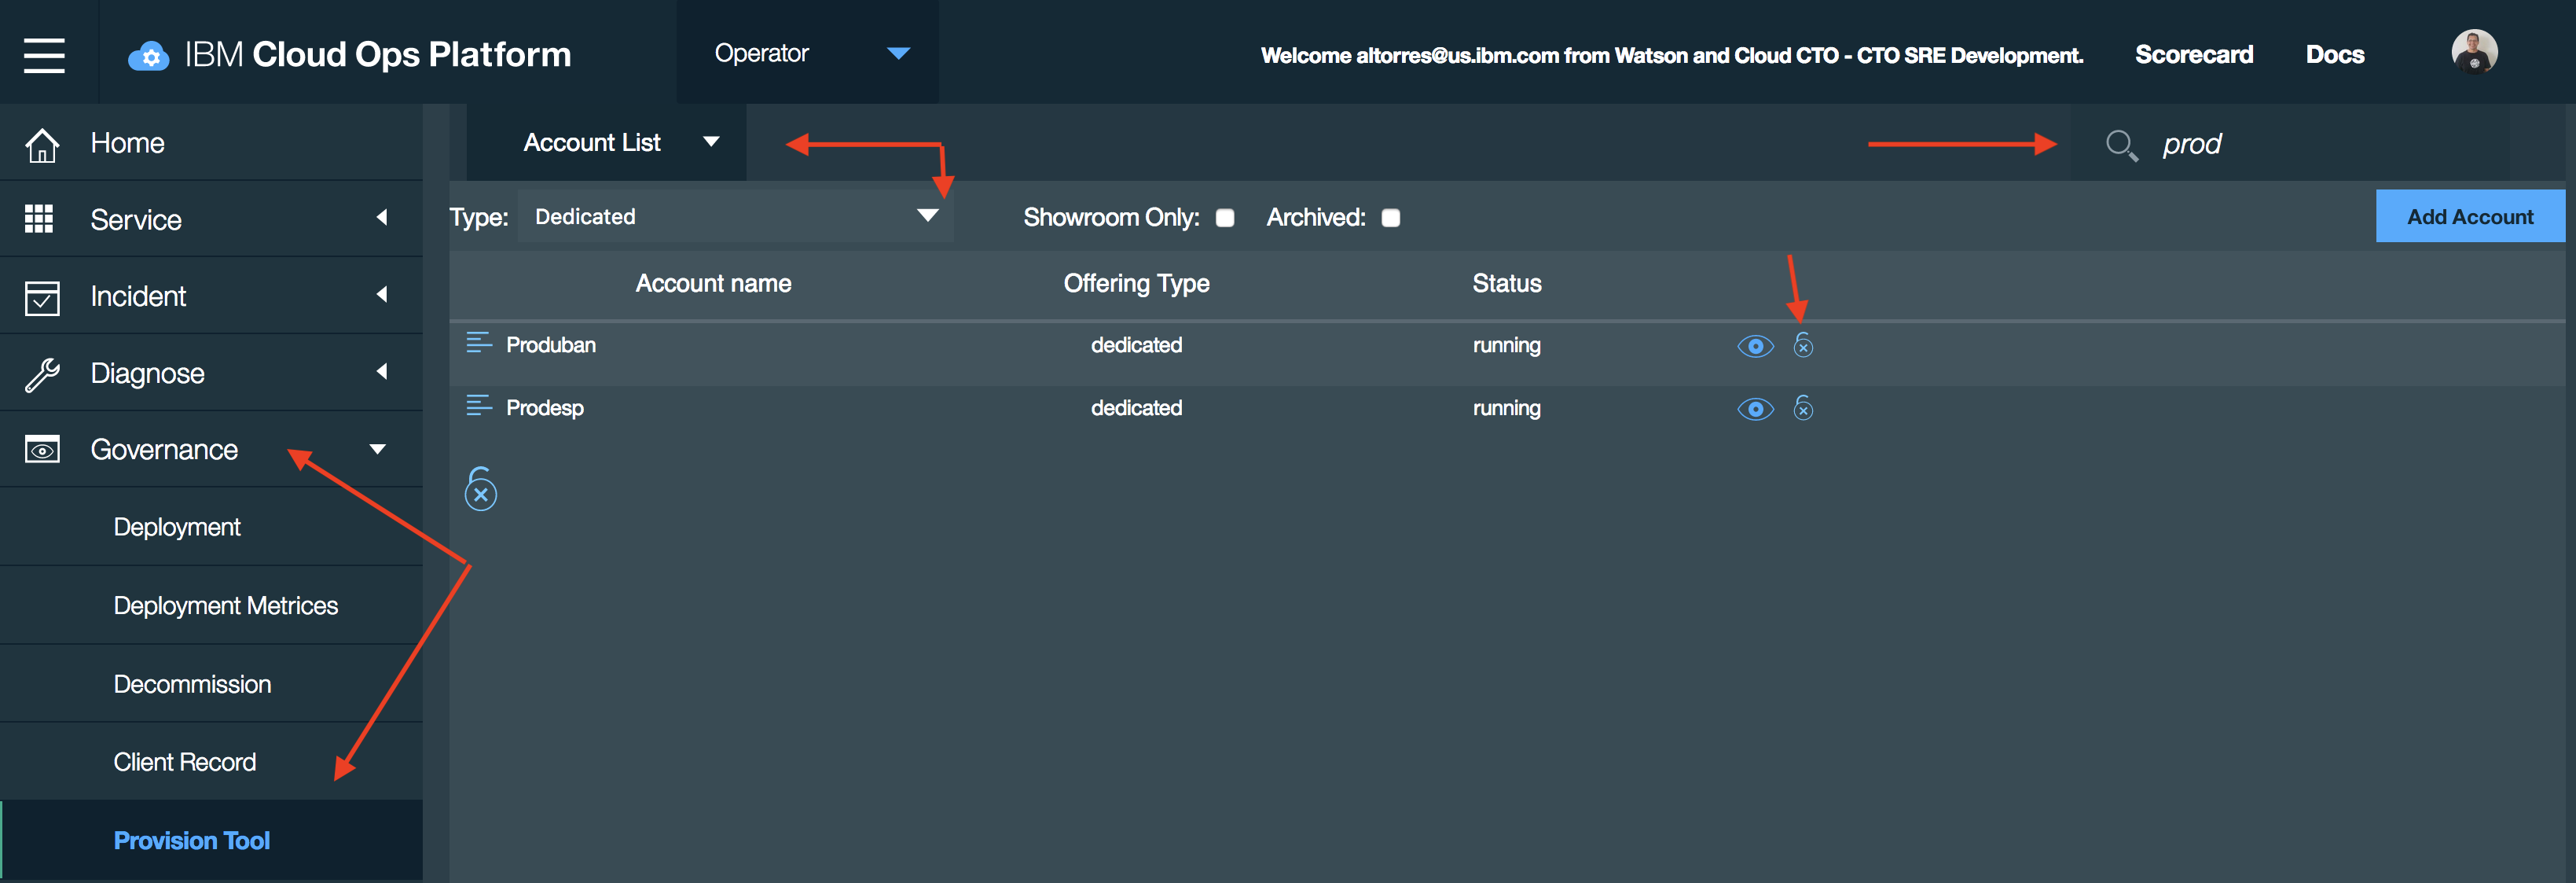 IBM Cloud Ops Platform
Operator
Welcome altorres@us.ibm.com from Watson and Cloud CTO - CTO SRE Development.
Scorecard
Docs
Home
Service
Incident
Diagnose
Governance
Deployment
Deployment Metrices
Decommission
Client Record
Provision Tool
Account List
prod
Type: Dedicated
Showroom Only:
Archived:
Add Account
Account name Offering Type Status
Produban dedicated running
Prodesp dedicated running